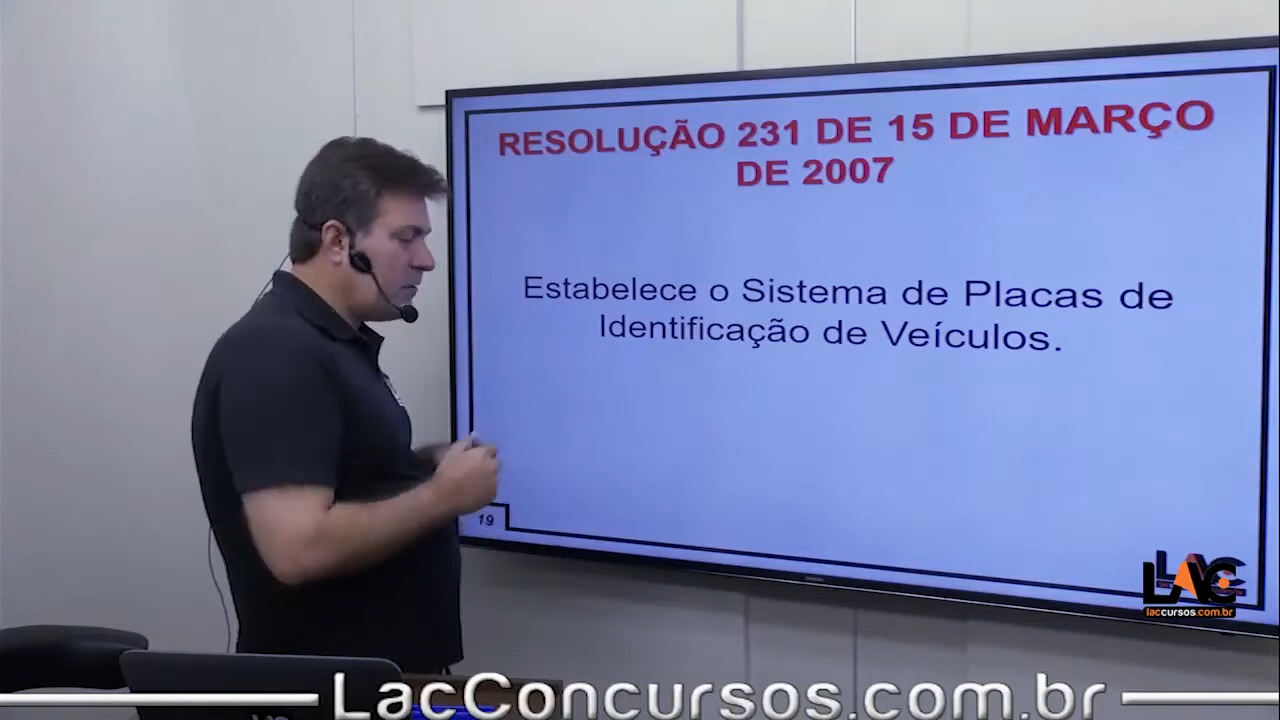 RESOLUÇÃO 231 DE 15 DE MARÇO
DE 2007
Estabelece o Sistema de Placas de
Identificação de Veículos.
19
LAC
laccursos.com.br
LacConcursos.com.br